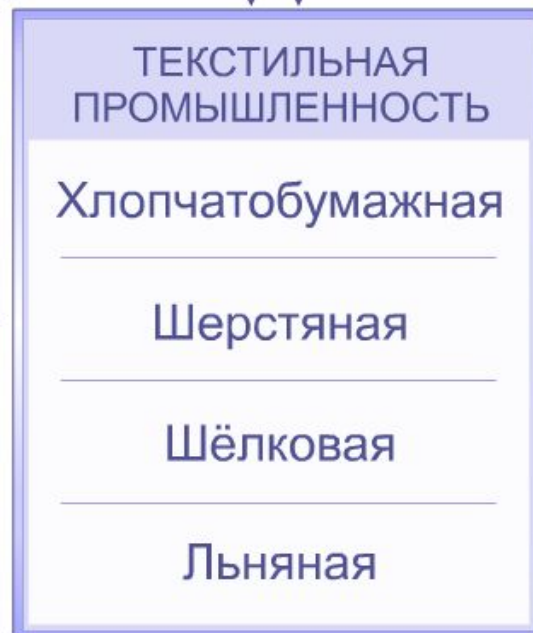 ТЕКСТИЛЬНАЯ
ПРОМЫШЛЕННОСТЬ
Хлопчатобумажная
Шерстяная
Шёлковая
Льняная